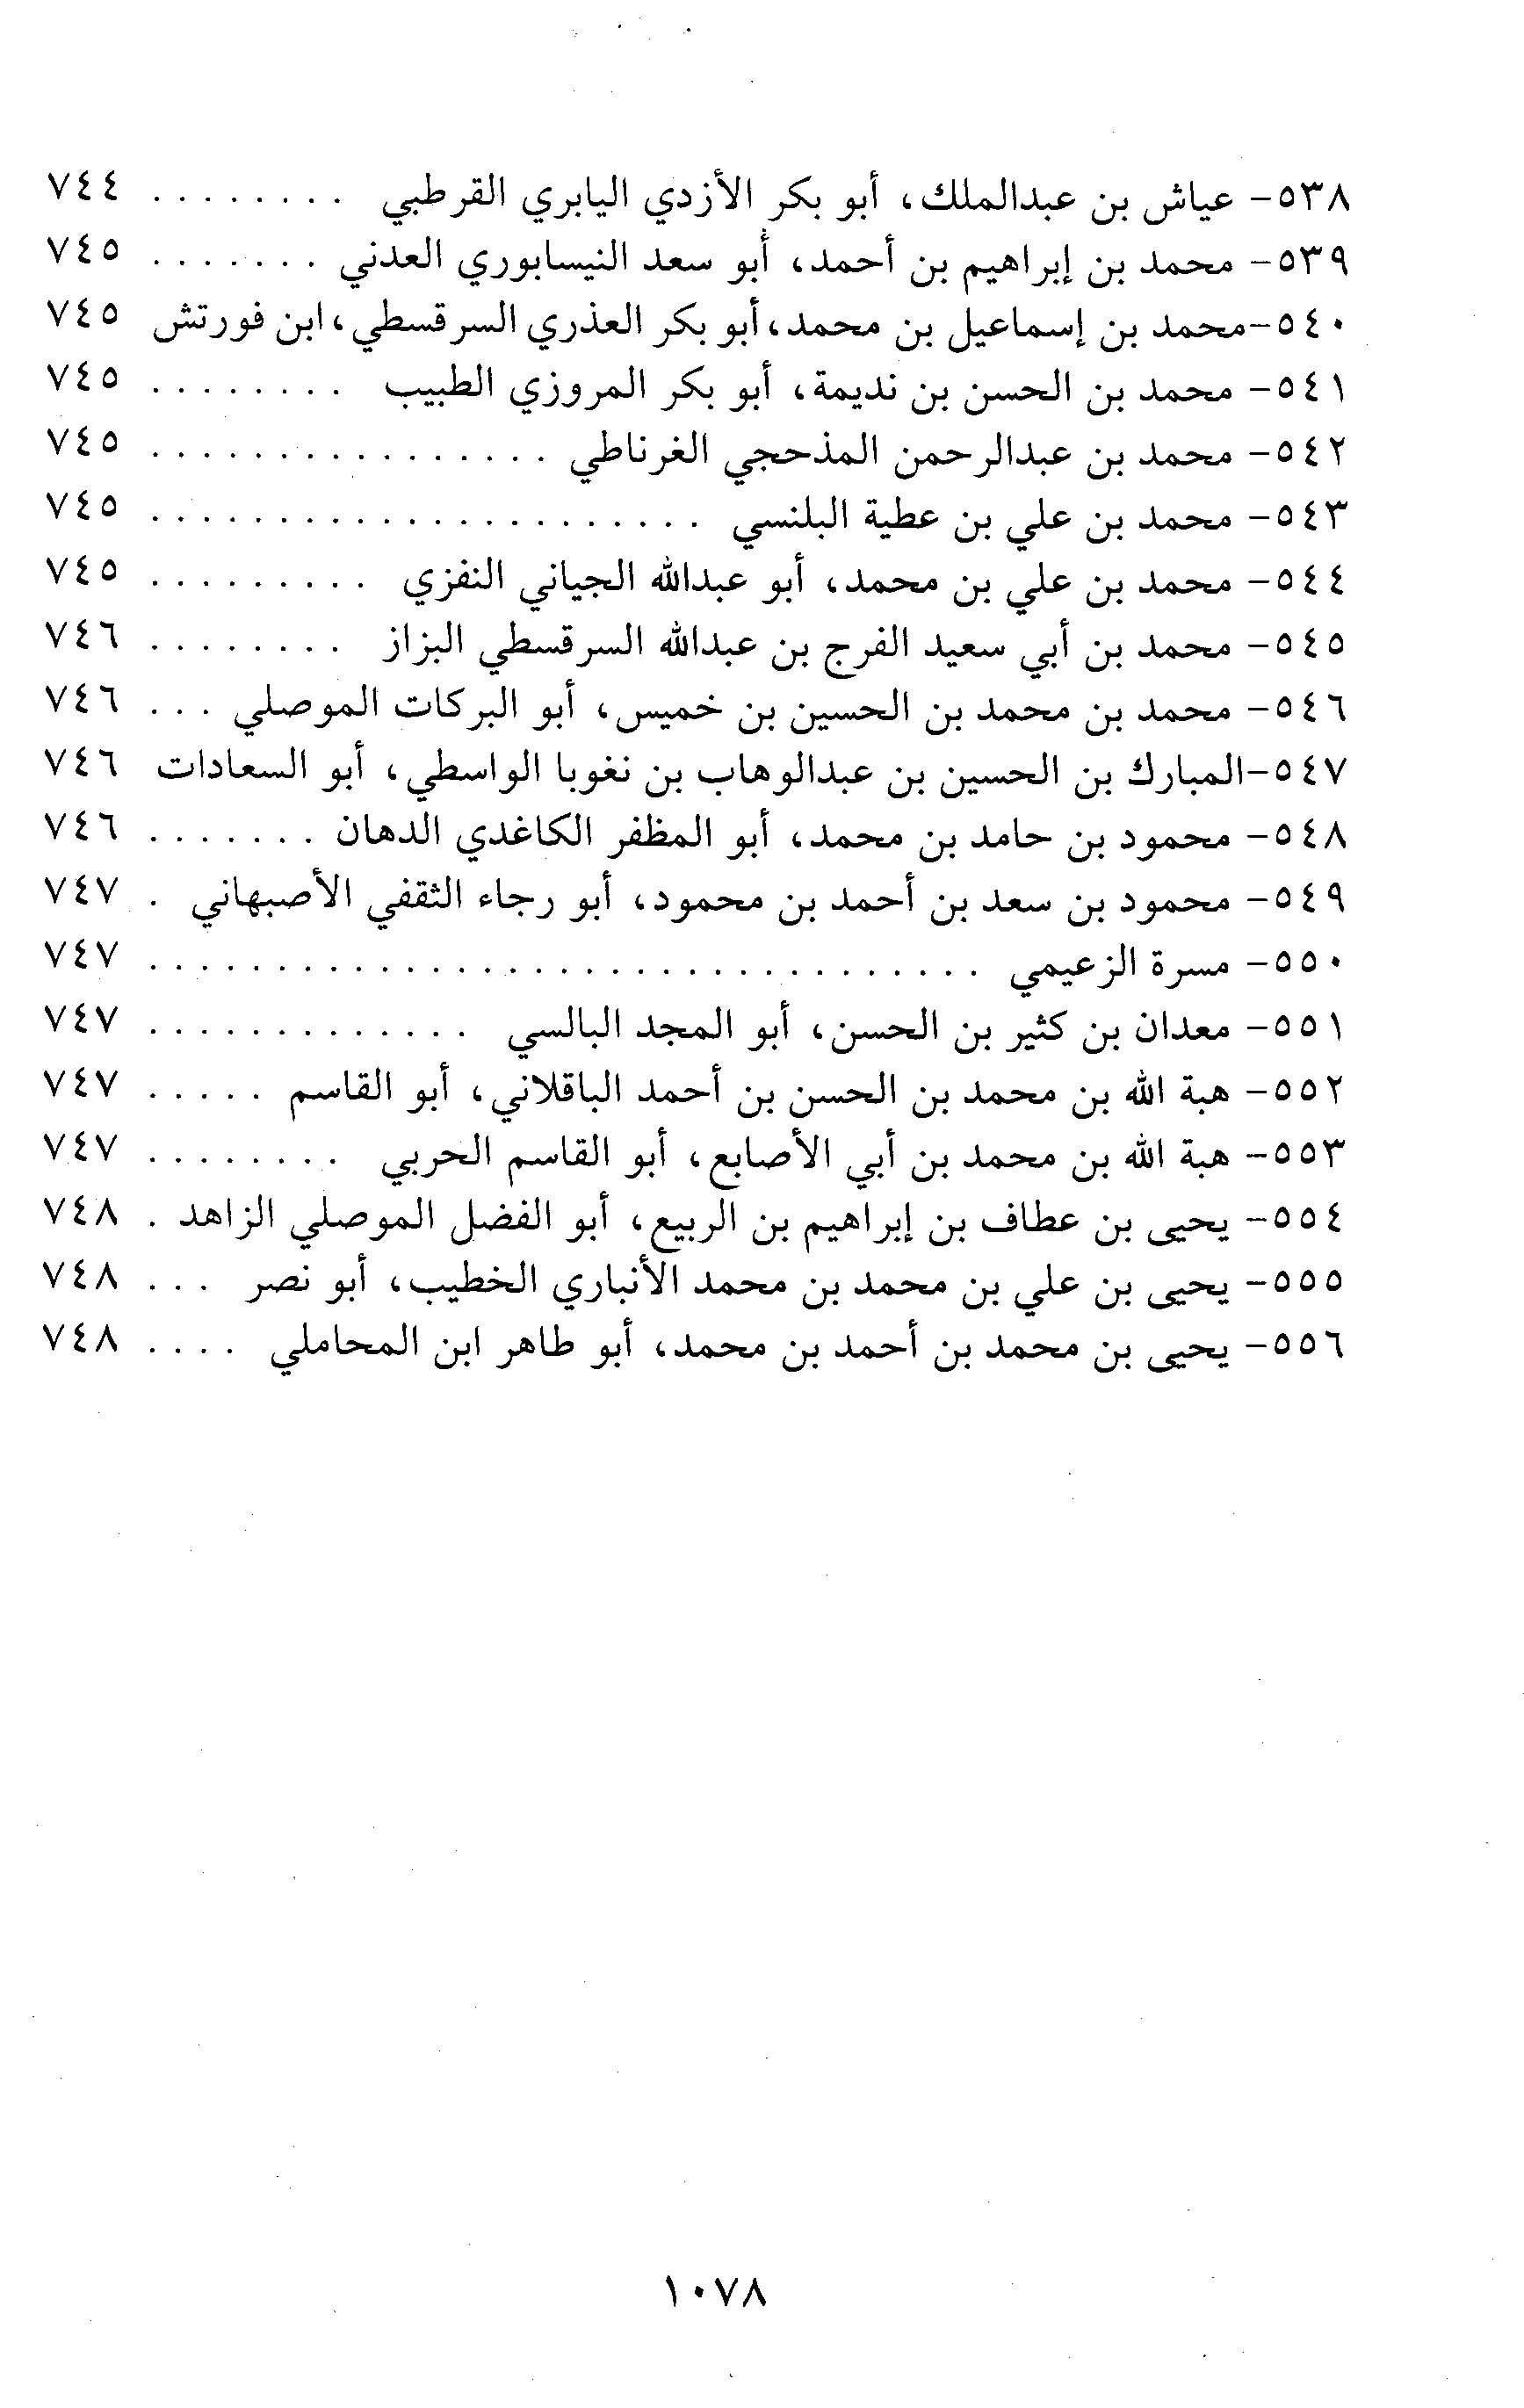 ٥٣٨- عياش بن عبدالملك، أبو بكر الأزدي اليابري القرطبي . . . . . . . . ٧٤٤
٥٣٩- محمد بن إبراهيم بن أحمد، أبو سعد النيسابوري العدني . . . . . . . ٧٤٥
٥٤٠-محمد بن إسماعيل بن محمد،أبو بكر العذري السرقسطي،ابن فورتش ٧٤٥
٥٤١- محمد بن الحسن بن نديمة، أبو بكر المروزي الطبيب . . . . . . . . ٧٤٥
٥٤٢- محمد بن عبدالرحمن المذحجي الغرناطي . . . . . . . . . . . . . . . . ٧٤٥
٥٤٣- محمد بن علي بن عطية البلنسي . . . . . . . . . . . . . . . . . . . . . . ٧٤٥
٥٤٤- محمد بن علي بن محمد، أبو عبدالله الجياني النفزي . . . . . . . . . ٧٤٥
٥٤٥- محمد بن أبي سعيد الفرج بن عبدالله السرقسطي البزاز . . . . . . . . ٧٤٦
٥٤٦- محمد بن محمد بن الحسين بن خميس، أبو البركات الموصلي . . . ٧٤٦
٥٤٧-المبارك بن الحسين بن عبدالوهاب بن نغوبا الواسطي، أبو السعادات ٧٤٦
٥٤٨- محمود بن حامد بن محمد، أبو المظفر الكاغدي الدهان . . . . . . . ٧٤٦
٥٤٩- محمود بن سعد بن أحمد بن محمود، أبو رجاء الثقفي الأصبهاني . ٧٤٧
٥٥٠- مسرة الزعيمي . . . . . . . . . . . . . . . . . . . . . . . . . . . . . . . . . ٧٤٧
٥٥١- معدان بن كثير بن الحسن، أبو المجد البالسي . . . . . . . . . . . . . ٧٤٧
٥٥٢- هبة الله بن محمد بن الحسن بن أحمد الباقلاني، أبو القاسم . . . . . ٧٤٧
٥٥٣- هبة الله بن محمد بن أبي الأصابع، أبو القاسم الحربي . . . . . . . . ٧٤٧
٥٥٤- يحيى بن عطاف بن إبراهيم بن الربيع، أبو الفضل الموصلي الزاهد . ٧٤٨
٥٥٥- يحيى بن علي بن محمد بن محمد الأنباري الخطيب، أبو نصر . . . ٧٤٨
٥٥٦- يحيى بن محمد بن أحمد بن محمد، أبو طاهر ابن المحاملي . . . . ٧٤٨
١٠٧٨